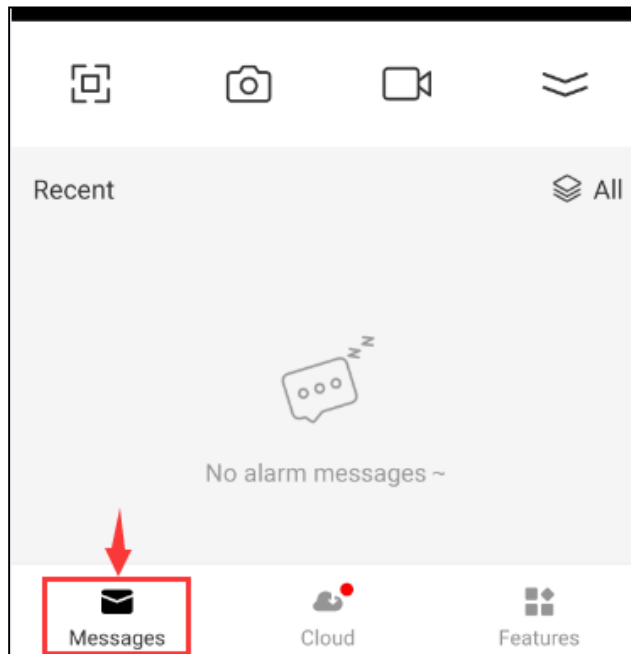 Recent
All
No alarm messages ~
Messages
Cloud
Features